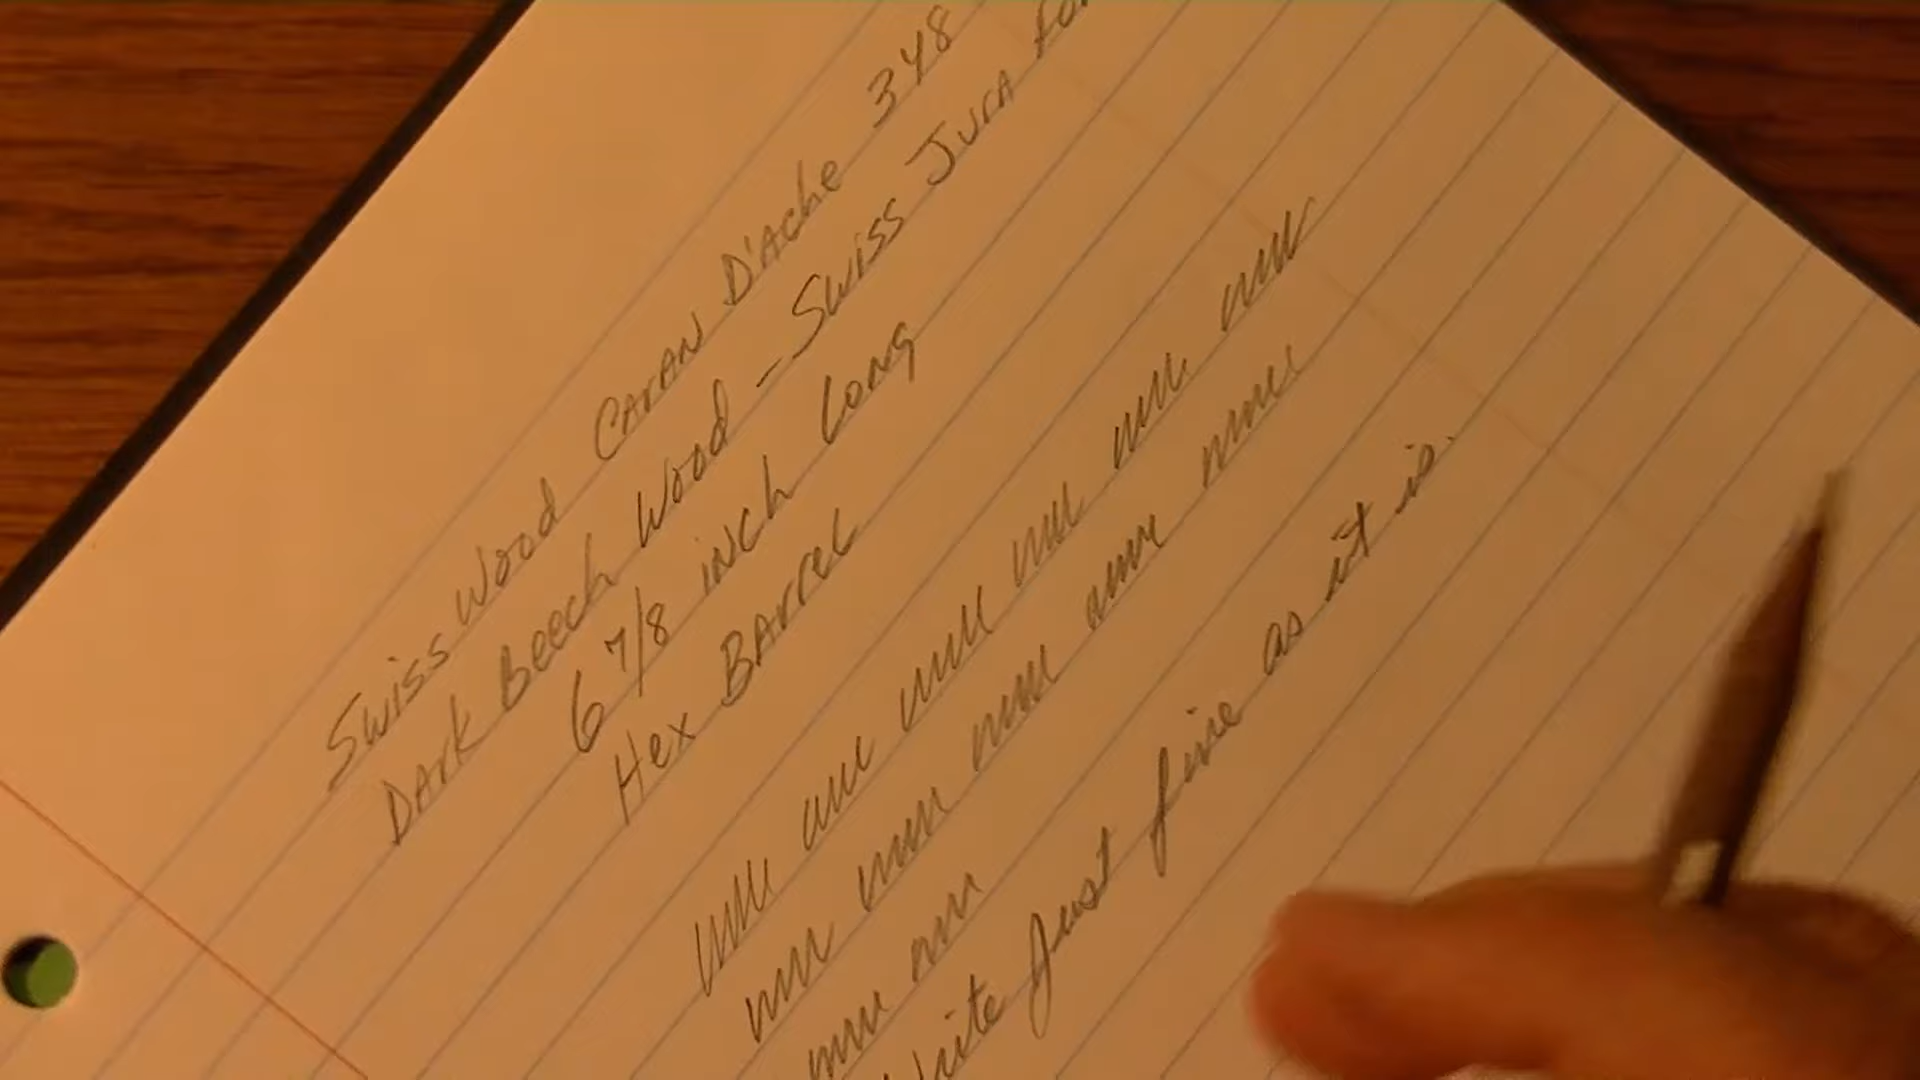 Swiss Wood Caran D'Ache 348
Dark Beech Wood – Swiss Jura
6 7/8 inch Long
Hex Barrel
Write Just fine as it is.